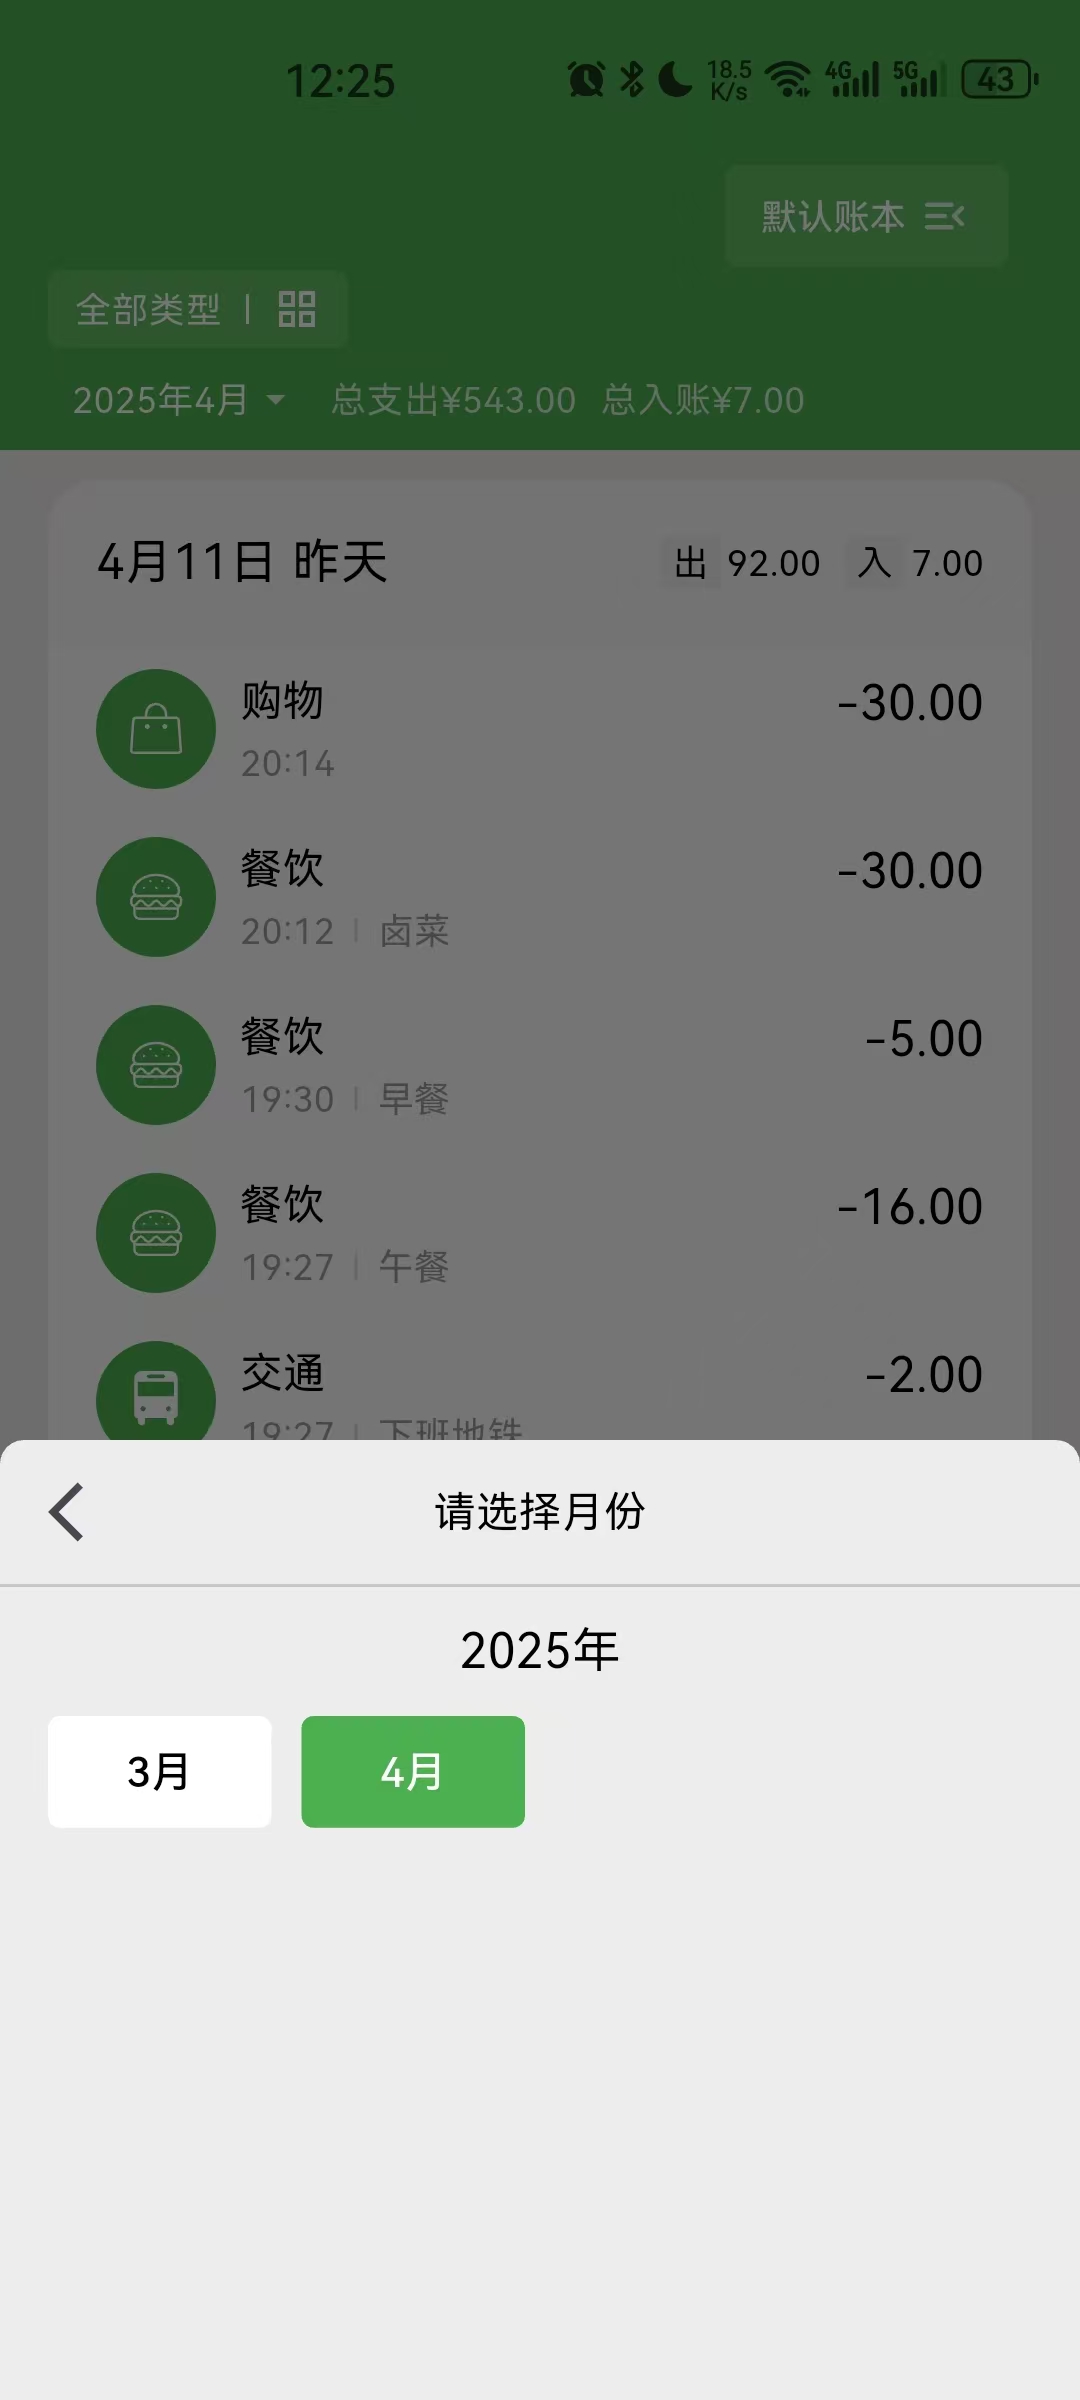 12:25 18.5 K/s 4G 5G 43
默认账本
全部类型
2025年4月 总支出¥543.00 总入账¥7.00
4月11日 昨天 出 92.00 入 7.00
购物 -30.00
20:14
餐饮 -30.00
20:12 | 卤菜
餐饮 -5.00
19:30 | 早餐
餐饮 -16.00
19:27 | 午餐
交通 -2.00
19:27 | 下班地铁
请选择月份
2025年
3月 4月